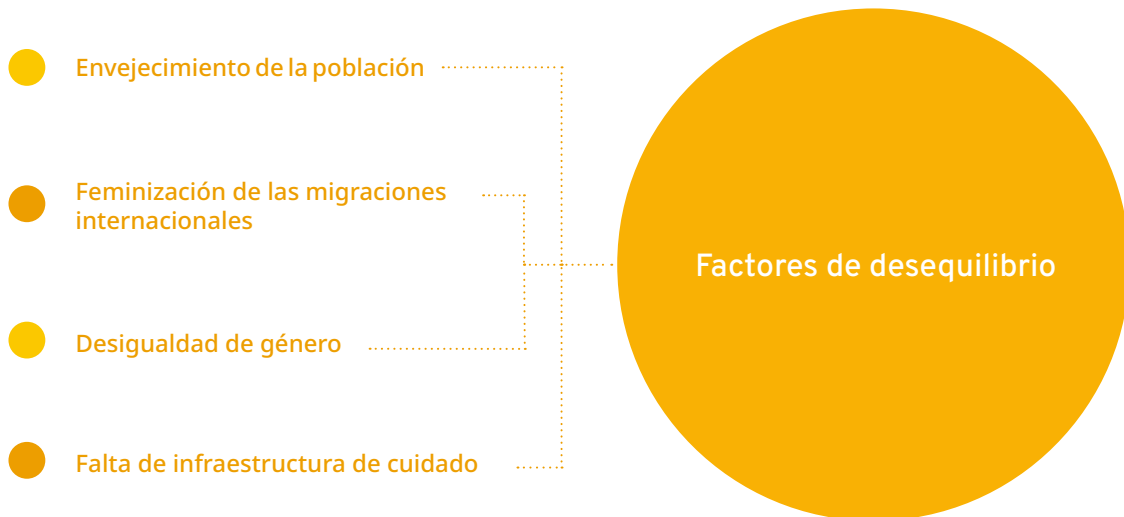 Envejecimiento de la población
Feminización de las migraciones
internacionales
Desigualdad de género
Falta de infraestructura de cuidado
Factores de desequilibrio